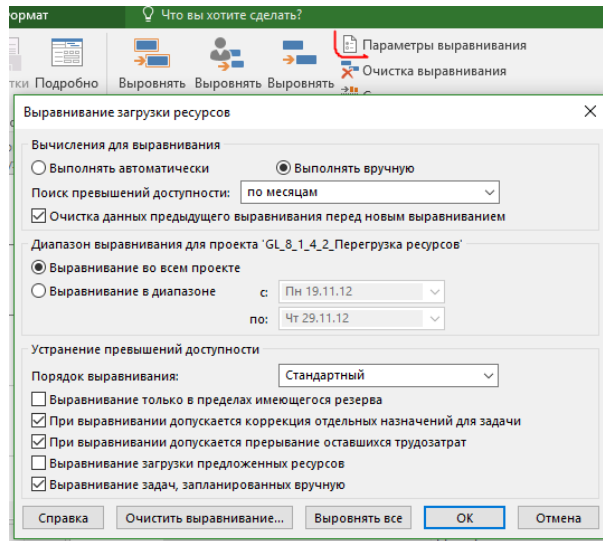 ормат Что вы хотите сделать?
Параметры выравнивания
Очистка выравнивания
тки Подробно Выровнять Выровнять Выровнять
Выравнивание загрузки ресурсов
Вычисления для выравнивания
Выполнять автоматически Выполнять вручную
Поиск превышений доступности: по месяцам
Очистка данных предыдущего выравнивания перед новым выравниванием
Диапазон выравнивания для проекта 'GL_8_1_4_2_Перегрузка ресурсов'
Выравнивание во всем проекте
Выравнивание в диапазоне с: Пн 19.11.12
по: Чт 29.11.12
Устранение превышений доступности
Порядок выравнивания: Стандартный
Выравнивание только в пределах имеющегося резерва
При выравнивании допускается коррекция отдельных назначений для задачи
При выравнивании допускается прерывание оставшихся трудозатрат
Выравнивание загрузки предложенных ресурсов
Выравнивание задач, запланированных вручную
Справка Очистить выравнивание... Выровнять все ОК Отмена